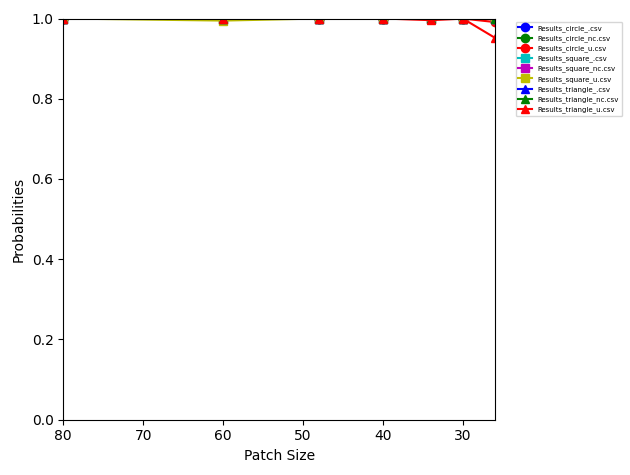 1.0
0.8
0.6
0.4
0.2
0.0
Probabilities
80 70 60 50 40 30
Patch Size
Results_circle_.csv
Results_circle_nc.csv
Results_circle_u.csv
Results_square_.csv
Results_square_nc.csv
Results_square_u.csv
Results_triangle_.csv
Results_triangle_nc.csv
Results_triangle_u.csv